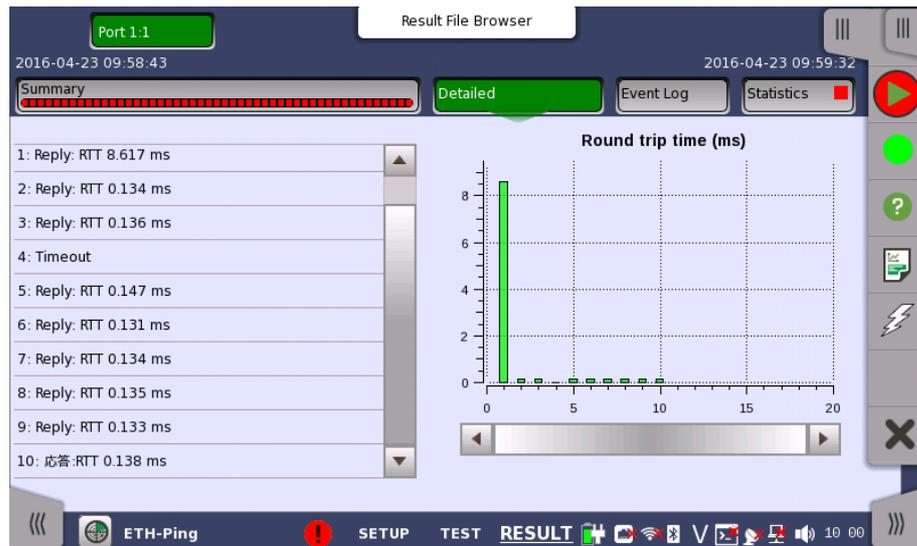 Port 1:1
Result File Browser
2016-04-23 09:58:43
2016-04-23 09:59:32
Summary
Detailed
Event Log
Statistics
1: Reply: RTT 8.617 ms
2: Reply: RTT 0.134 ms
3: Reply: RTT 0.136 ms
4: Timeout
5: Reply: RTT 0.147 ms
6: Reply: RTT 0.131 ms
7: Reply: RTT 0.134 ms
8: Reply: RTT 0.135 ms
9: Reply: RTT 0.133 ms
10: 応答:RTT 0.138 ms
Round trip time (ms)
8
6
4
2
0
0 5 10 15 20
ETH-Ping
SETUP TEST RESULT
V
10 00